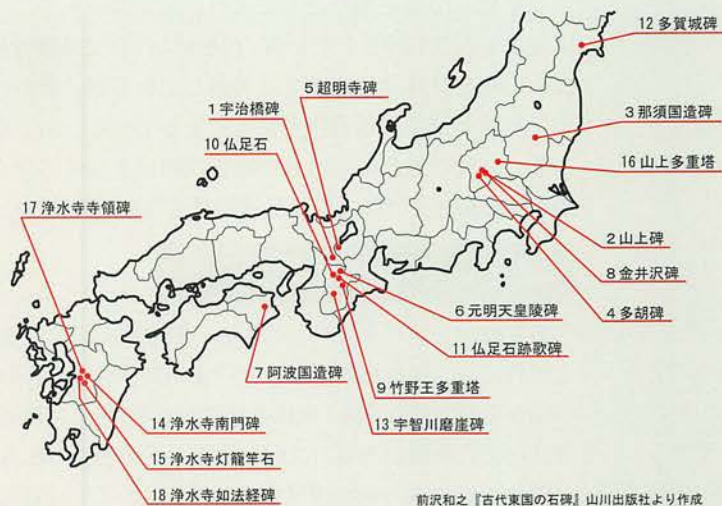 12 多賀城碑
5 超明寺碑
1 宇治橋碑
3 那須国造碑
10 仏足石
16 山上多重塔
17 浄水寺寺領碑
2 山上碑
8 金井沢碑
4 多胡碑
6 元明天皇陵碑
11 仏足石跡歌碑
7 阿波国造碑
9 竹野王多重塔
13 宇智川磨崖碑
14 浄水寺南門碑
15 浄水寺灯籠竿石
18 浄水寺如法経碑
前沢和之『古代東国の石碑』山川出版社より作成